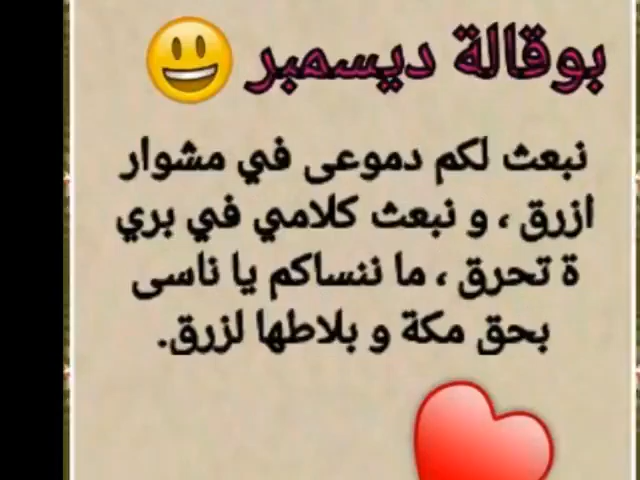 بوقالة ديسمبر 😃
نبعث لكم دموعى في مشوار
ازرق ، و نبعث كلامي في بري
ة تحرق ، ما ننساكم يا ناسى
بحق مكة و بلاطها لزرق.